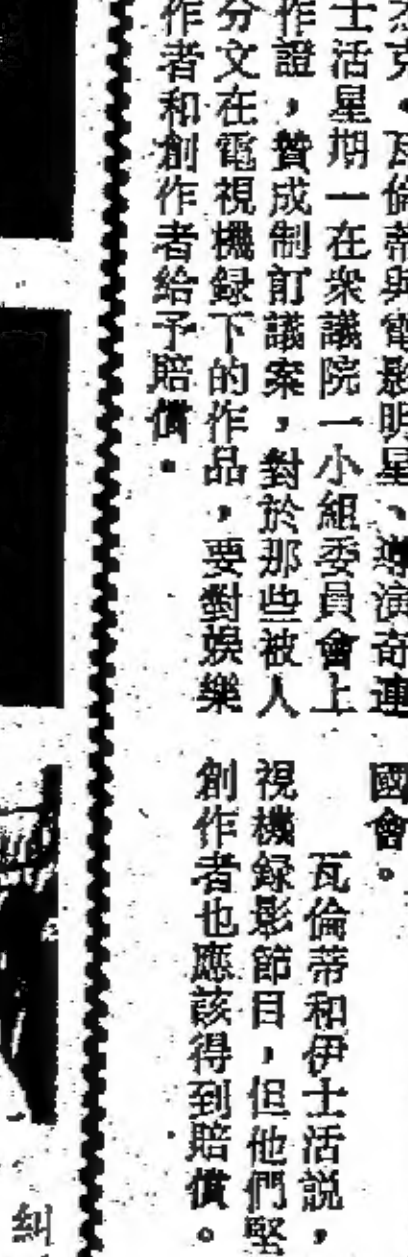 杰克·瓦倫蒂與電影明星、導演奇連
士活星期一在衆議院一小組委員會上
作證，贊成制訂議案，對於那些被人
分文在電視機録下的作品，要對娛樂
作者和創作者給予賠償。
國會。
瓦倫蒂和伊士活説，
視機録影節目，但他們堅
創作者也應該得到賠償。
糾